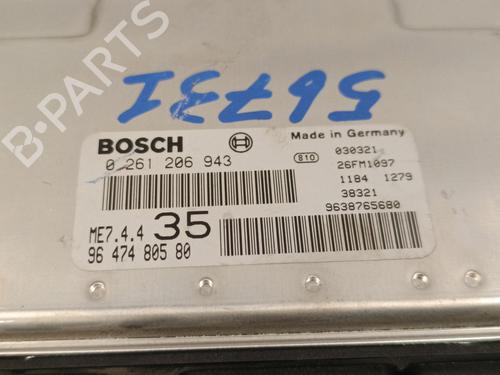 B-PARTS
5673I
BOSCH
Made in Germany
0 261 206 943
810
030321
26FM1097
1184 1279
38321
9638765680
ME7.4.4 35
96 474 805 80